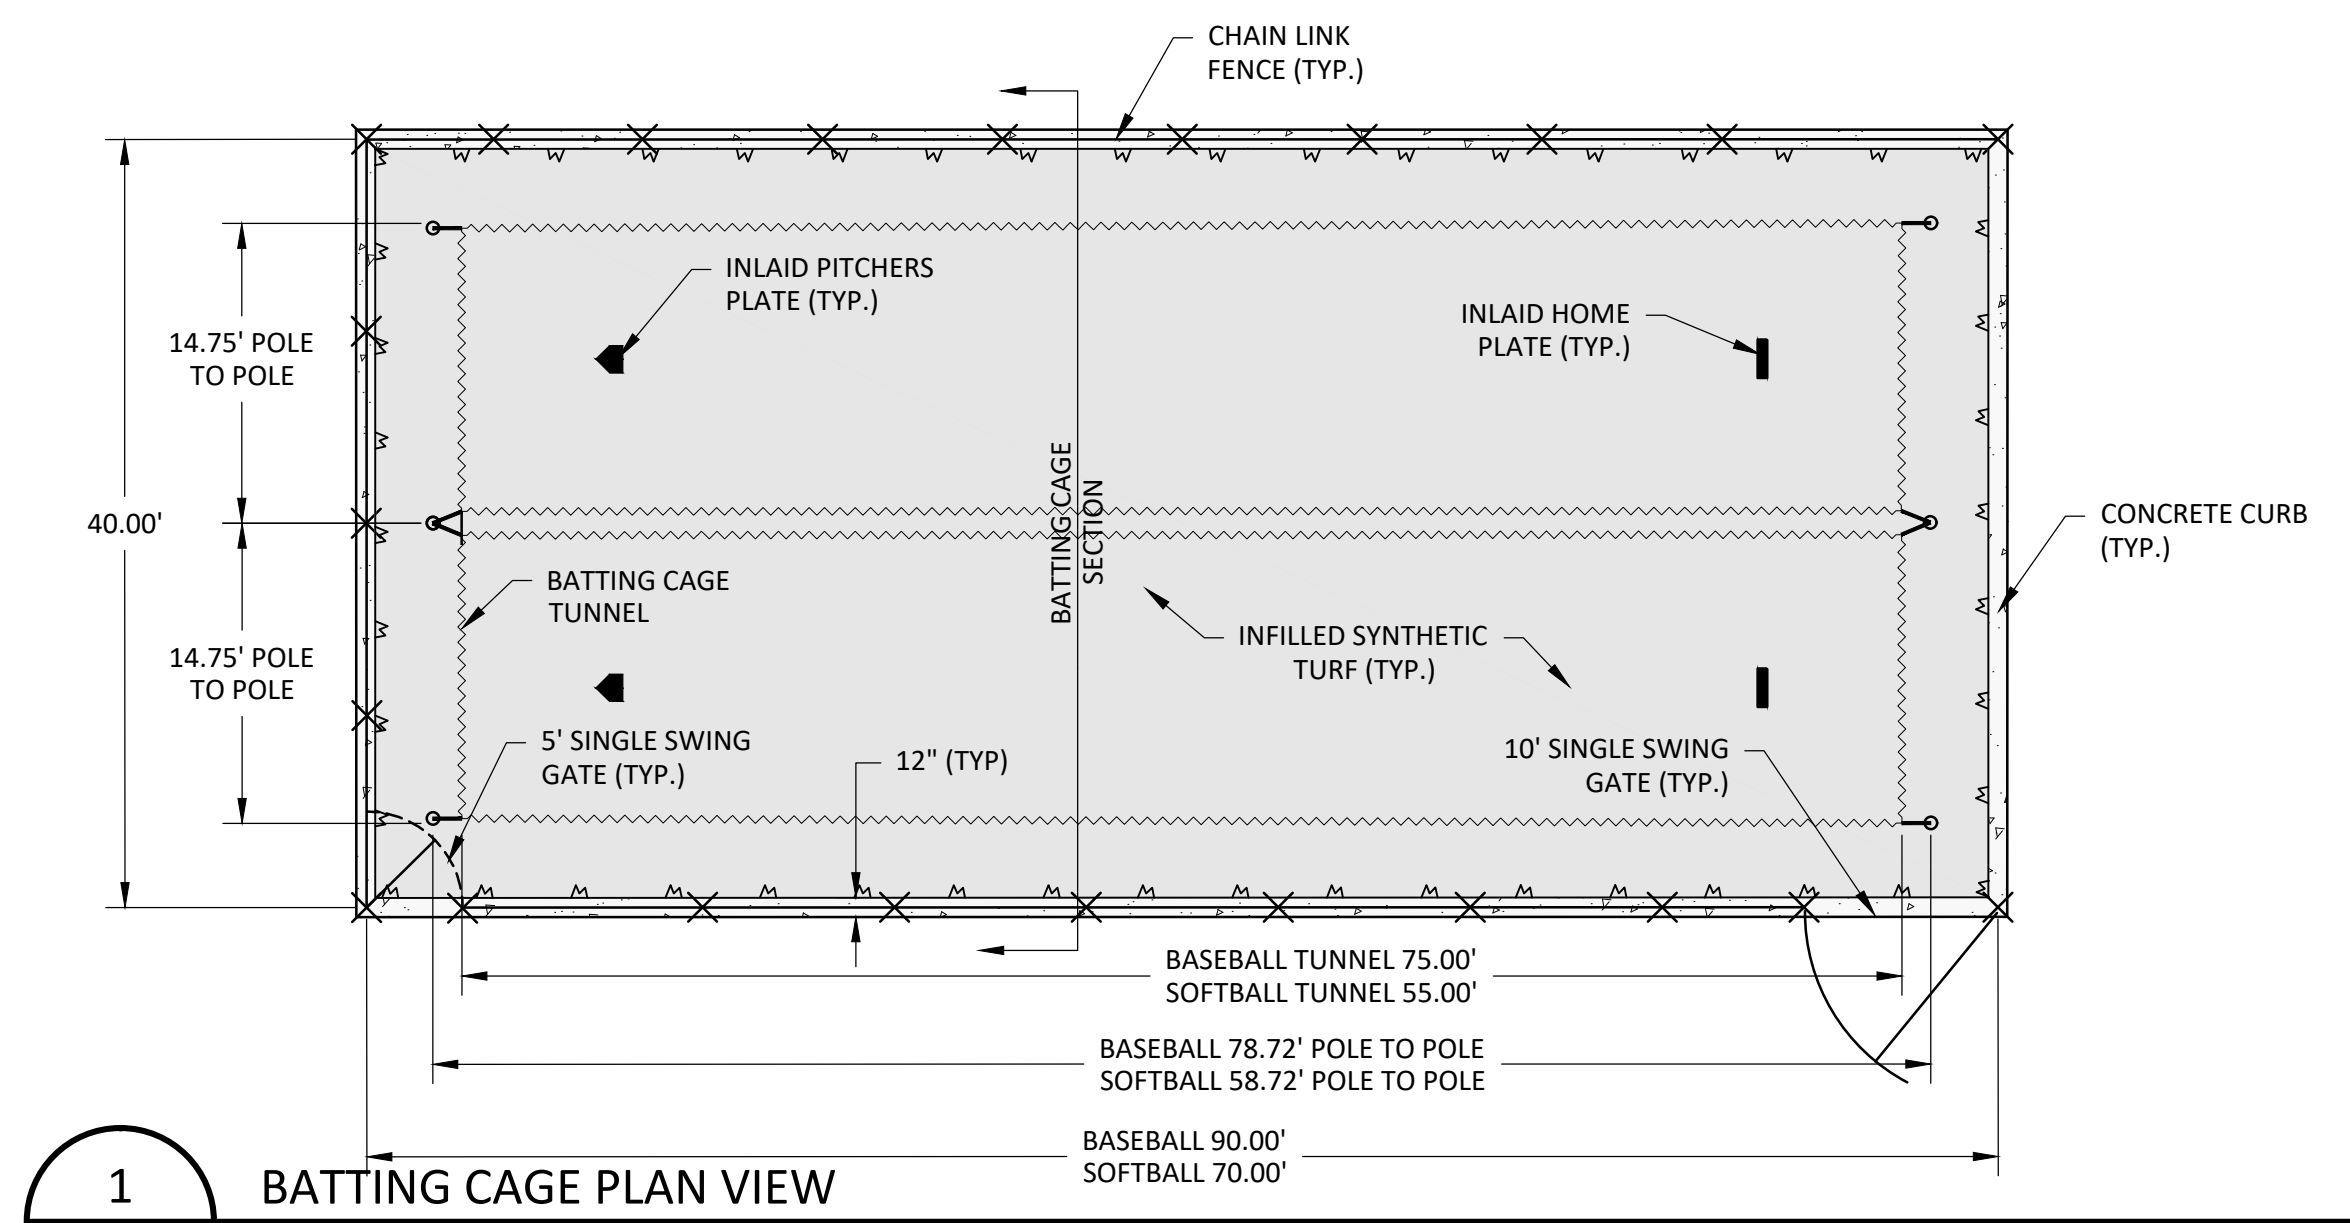 CHAIN LINK
FENCE (TYP.)
INLAID PITCHERS
PLATE (TYP.)
INLAID HOME
PLATE (TYP.)
14.75' POLE
TO POLE
40.00'
BATTING CAGE
SECTION
CONCRETE CURB
(TYP.)
BATTING CAGE
TUNNEL
INFILLED SYNTHETIC
TURF (TYP.)
14.75' POLE
TO POLE
5' SINGLE SWING
GATE (TYP.)
12" (TYP)
10' SINGLE SWING
GATE (TYP.)
BASEBALL TUNNEL 75.00'
SOFTBALL TUNNEL 55.00'
BASEBALL 78.72' POLE TO POLE
SOFTBALL 58.72' POLE TO POLE
BASEBALL 90.00'
SOFTBALL 70.00'
1
BATTING CAGE PLAN VIEW